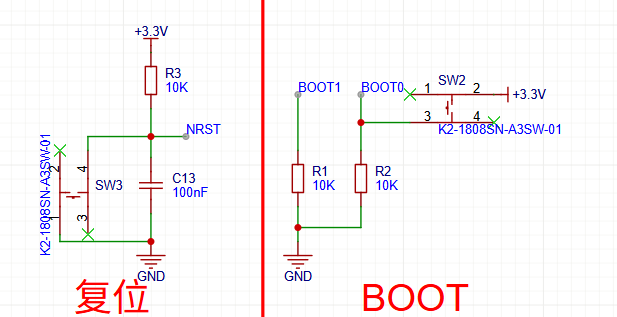 +3.3V
R3
10K
NRST
K2-1808SN-A3SW-01
2
4
SW3
1
3
C13
100nF
GND
复位
BOOT1
BOOT0
1
SW2
2
+3.3V
3
4
K2-1808SN-A3SW-01
R1
10K
R2
10K
GND
BOOT